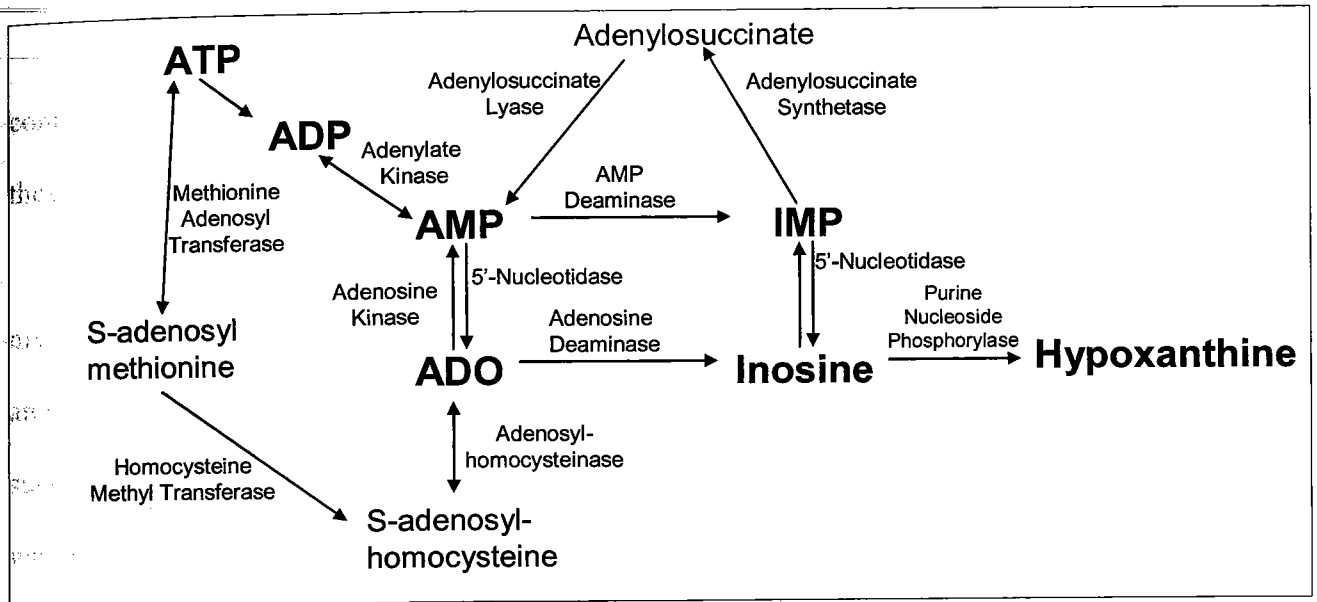 Adenylosuccinate
ATP
Adenylosuccinate
Lyase
Adenylosuccinate
Synthetase
ADP
Adenylate
Kinase
AMP
Deaminase
Methionine
Adenosyl
Transferase
AMP
IMP
5'-Nucleotidase
5'-Nucleotidase
Adenosine
Kinase
Purine
Nucleoside
Phosphorylase
Adenosine
Deaminase
S-adenosyl
methionine
ADO
Inosine
Hypoxanthine
Adenosyl-
homocysteinase
Homocysteine
Methyl Transferase
S-adenosyl-
homocysteine